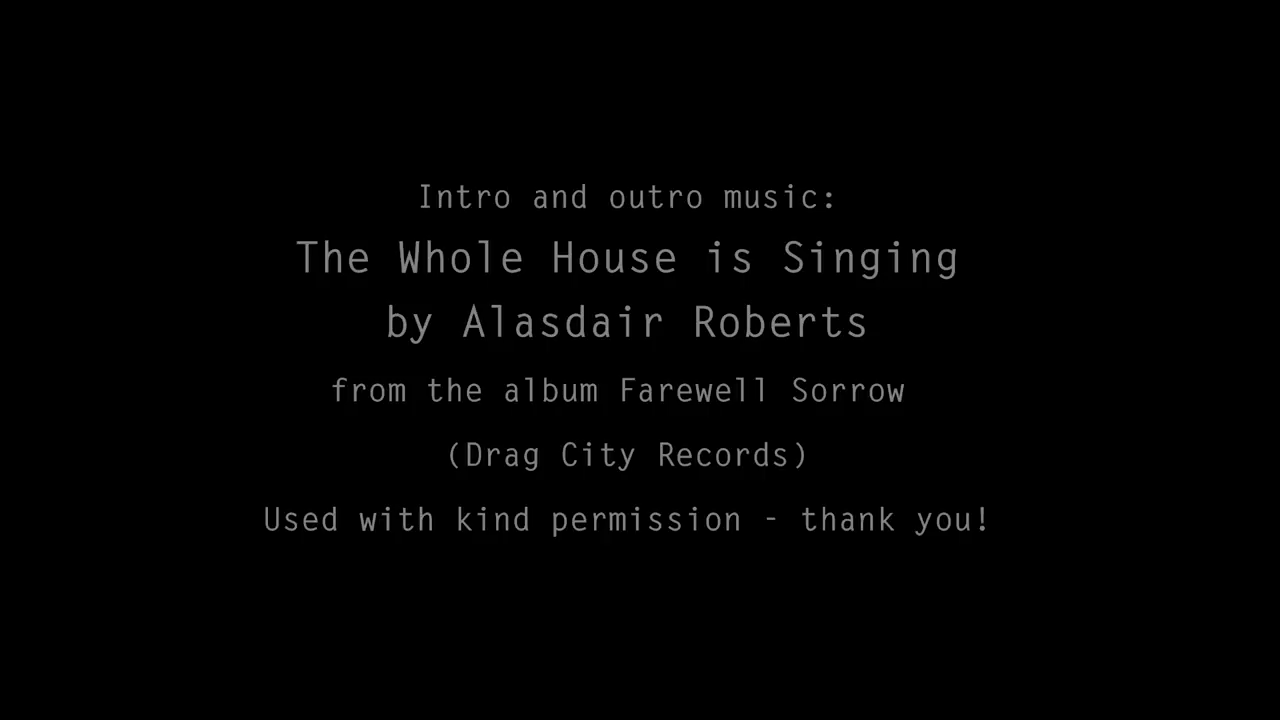 Intro and outro music:
The Whole House is Singing
by Alasdair Roberts
from the album Farewell Sorrow
(Drag City Records)
Used with kind permission - thank you!